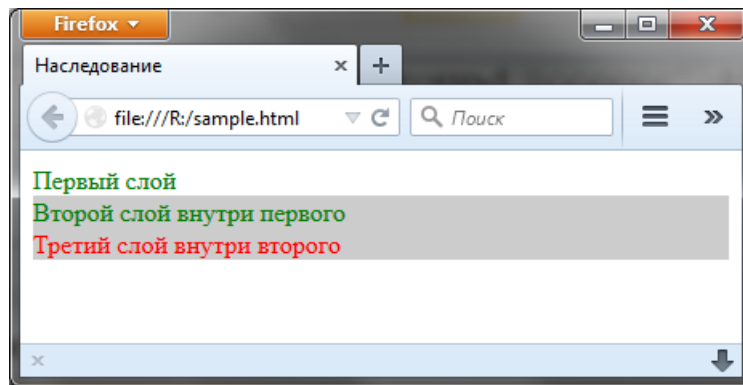 Firefox
Наследование
file:///R:/sample.html
Поиск
Первый слой
Второй слой внутри первого
Третий слой внутри второго